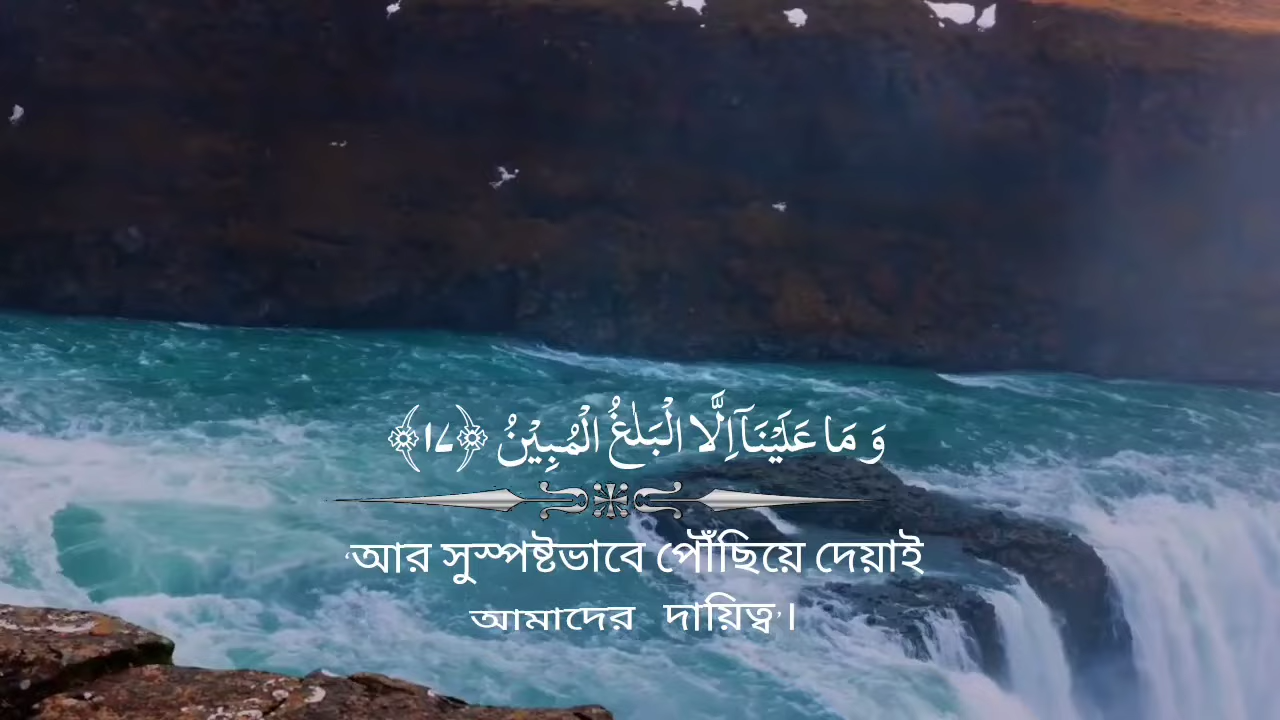 وَ مَا عَلَيْنَاۤ اِلَّا الْبَلٰغُ الْمُبِيْنُ ﴿۱۷﴾
‘আর সুস্পষ্টভাবে পৌঁছিয়ে দেয়াই
আমাদের দায়িত্ব’।